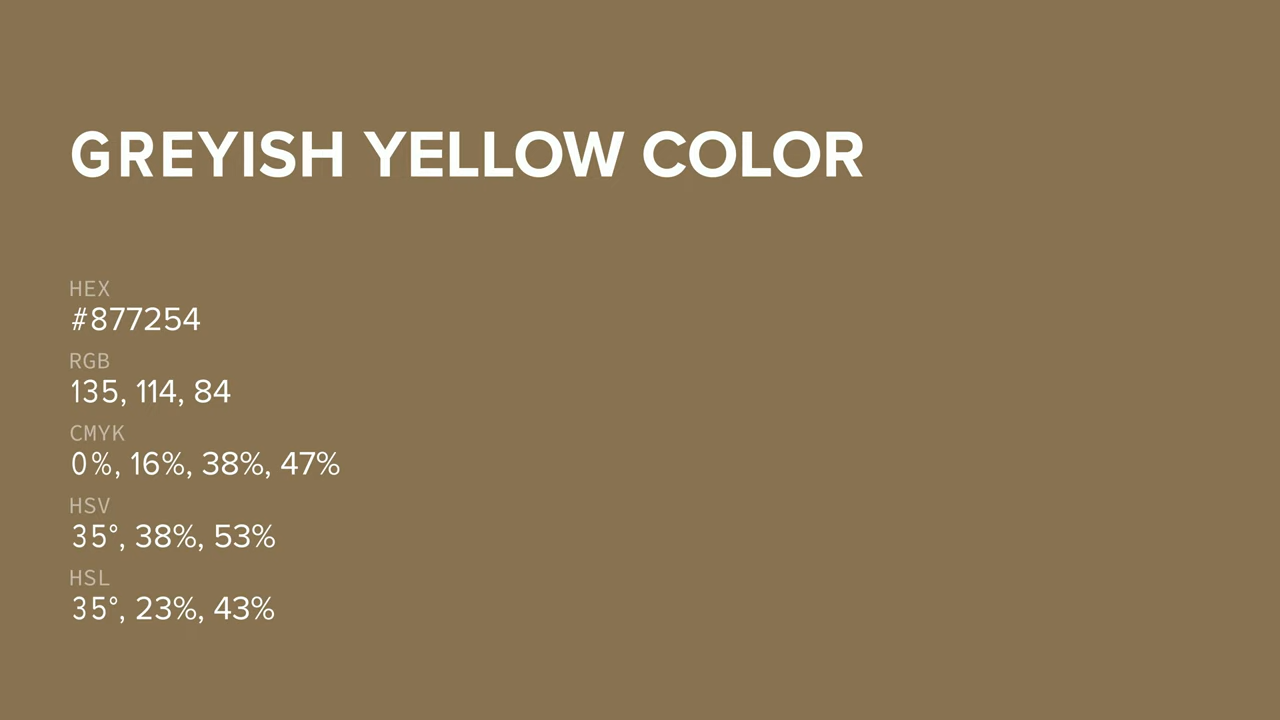 GREYISH YELLOW COLOR
HEX
#877254
RGB
135, 114, 84
CMYK
0%, 16%, 38%, 47%
HSV
35°, 38%, 53%
HSL
35°, 23%, 43%